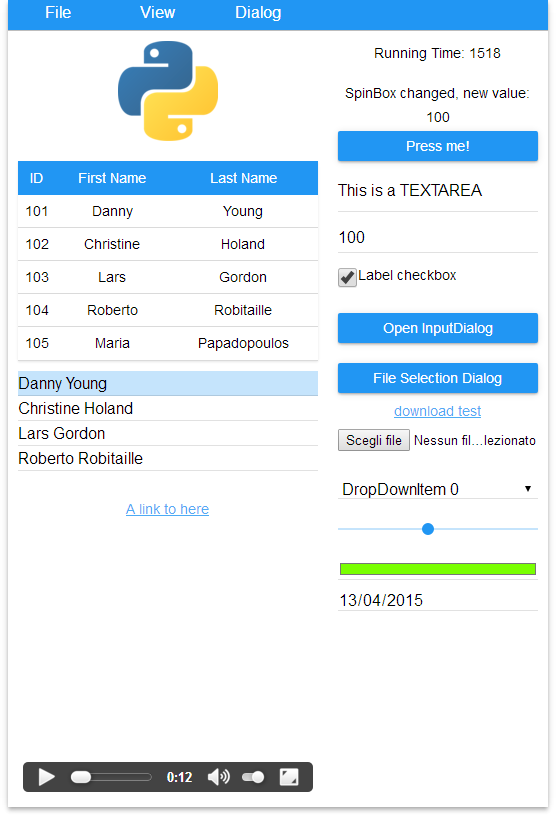 File View Dialog
ID First Name Last Name
101 Danny Young
102 Christine Holand
103 Lars Gordon
104 Roberto Robitaille
105 Maria Papadopoulos
Danny Young
Christine Holand
Lars Gordon
Roberto Robitaille
A link to here
0:12
Running Time: 1518
SpinBox changed, new value:
100
Press me!
This is a TEXTAREA
100
Label checkbox
Open InputDialog
File Selection Dialog
download test
Scegli file Nessun fil...lezionato
DropDownItem 0
13/04/2015